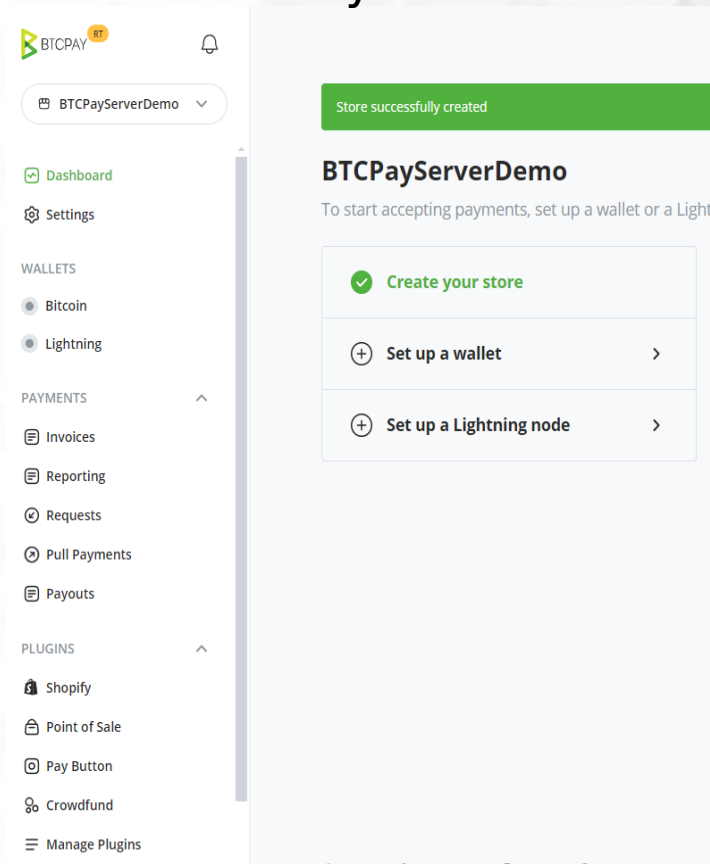 BTCPAY RT
BTCPayServerDemo
Dashboard
Settings
WALLETS
Bitcoin
Lightning
PAYMENTS
Invoices
Reporting
Requests
Pull Payments
Payouts
PLUGINS
Shopify
Point of Sale
Pay Button
Crowdfund
Manage Plugins
Store successfully created
BTCPayServerDemo
To start accepting payments, set up a wallet or a Light
Create your store
Set up a wallet
Set up a Lightning node